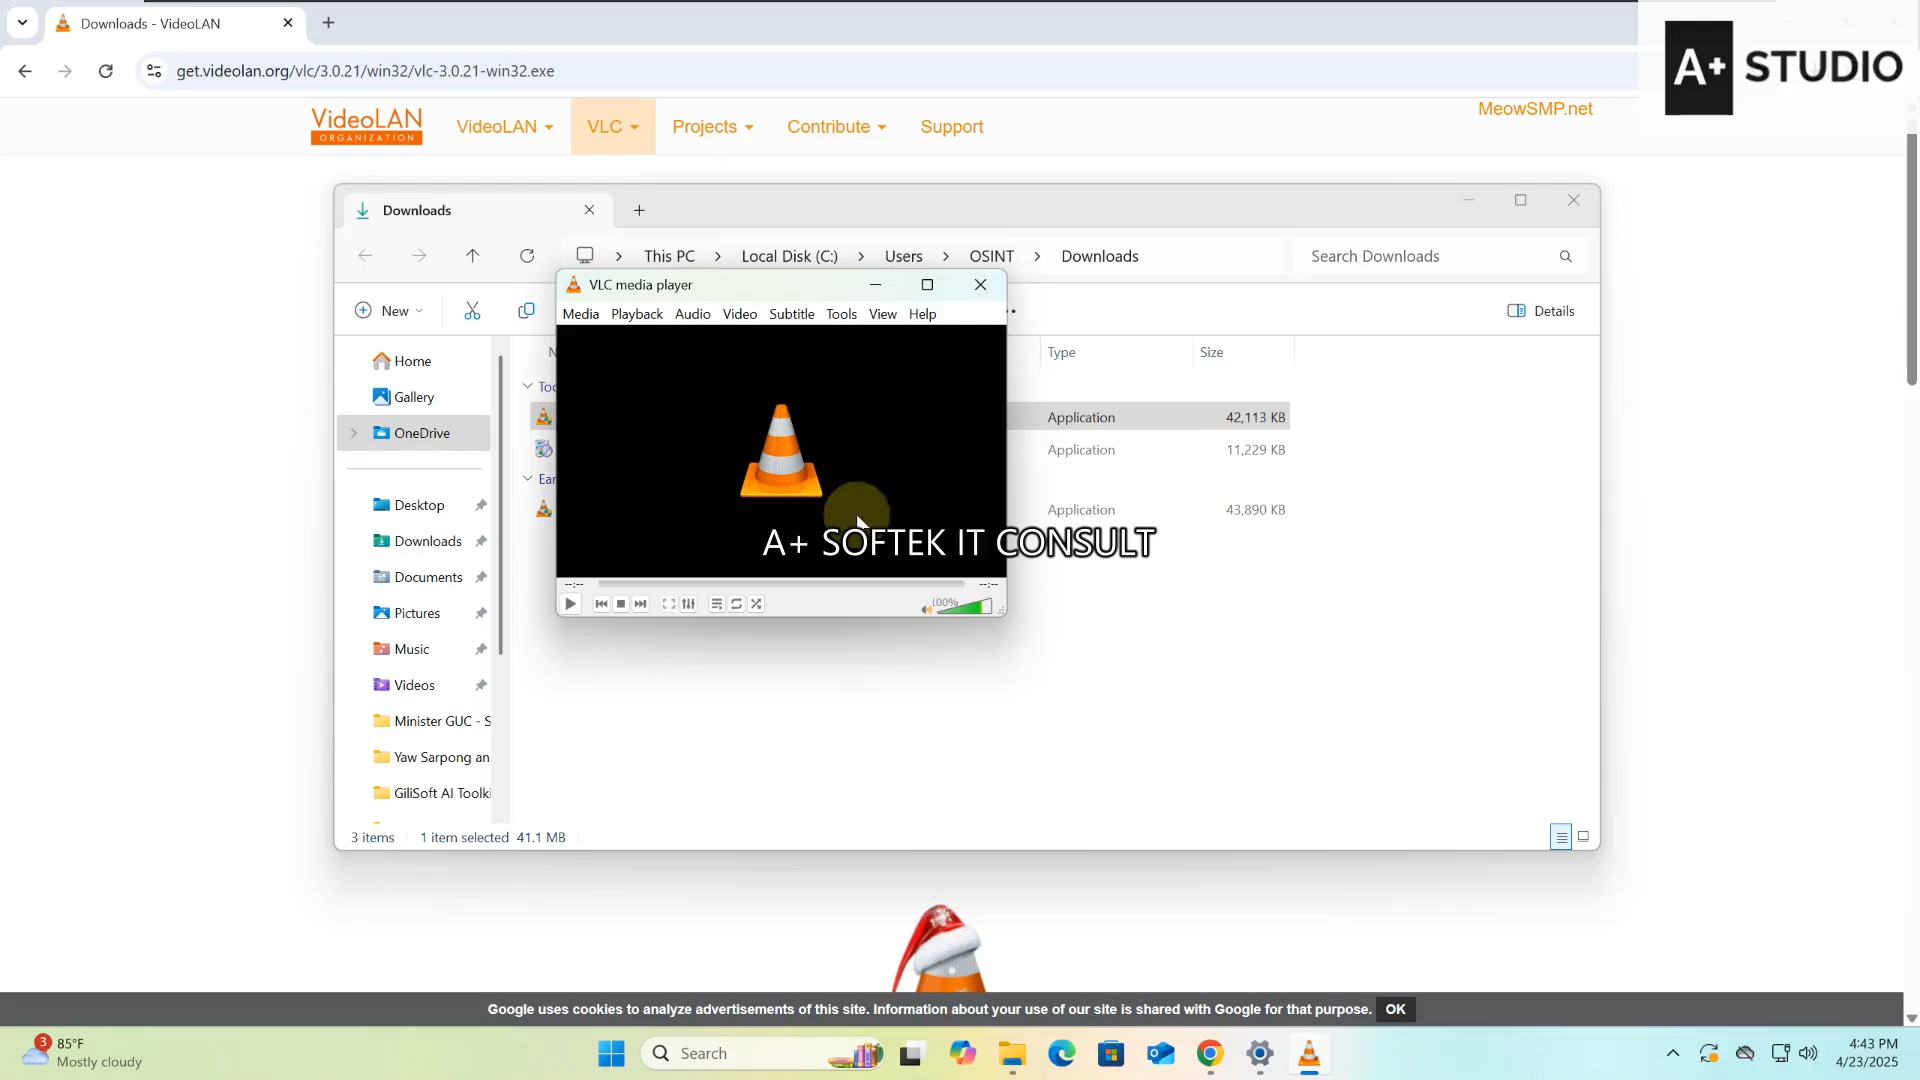 Downloads - VideoLAN
get.videolan.org/vlc/3.0.21/win32/vlc-3.0.21-win32.exe
A+ STUDIO
VideoLAN
ORGANIZATION
VideoLAN
VLC
Projects
Contribute
Support
MeowSMP.net
Downloads
This PC > Local Disk (C:) > Users > OSINT > Downloads
Search Downloads
New
Details
VLC media player
Media Playback Audio Video Subtitle Tools View Help
Type
Size
Application 42,113 KB
Application 11,229 KB
Application 43,890 KB
Home
Gallery
OneDrive
Desktop
Downloads
Documents
Pictures
Music
Videos
Minister GUC - S
Yaw Sarpong an
GiliSoft AI Toolki
A+ SOFTEK IT CONSULT
--:-- --:--
100%
3 items 1 item selected 41.1 MB
Google uses cookies to analyze advertisements of this site. Information about your use of our site is shared with Google for that purpose. OK
3
85°F
Mostly cloudy
Search
4:43 PM
4/23/2025